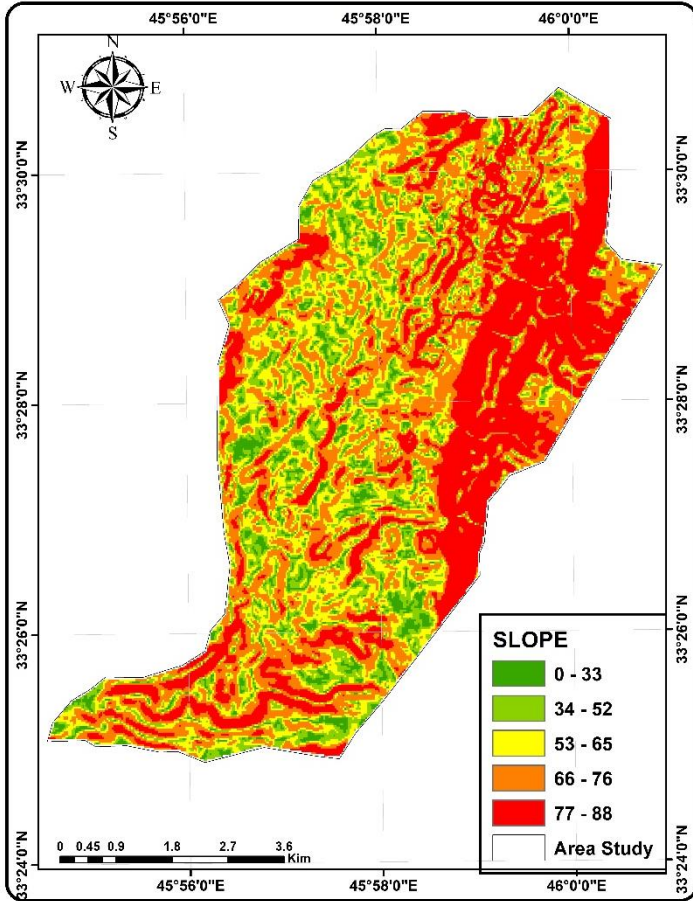 45°56'0"E 45°58'0"E 46°0'0"E
N
W E
S
33°30'0"N 33°30'0"N
33°28'0"N 33°28'0"N
33°26'0"N 33°26'0"N
SLOPE
0 - 33
34 - 52
53 - 65
66 - 76
77 - 88
Area Study
0 0.45 0.9 1.8 2.7 3.6
Kim
33°24'0"N 33°24'0"N
45°56'0"E 45°58'0"E 46°0'0"E